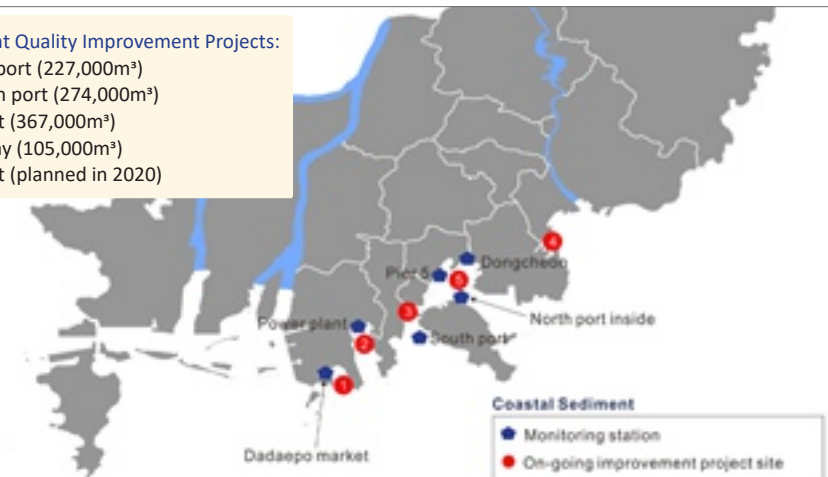 nt Quality Improvement Projects:
port (227,000m³)
n port (274,000m³)
t (367,000m³)
ay (105,000m³)
t (planned in 2020)
4
Dongcheon
Pier 5
5
3
North port inside
Power plant
South port
2
1
Dadaepo market
Coastal Sediment
Monitoring station
On-going improvement project site